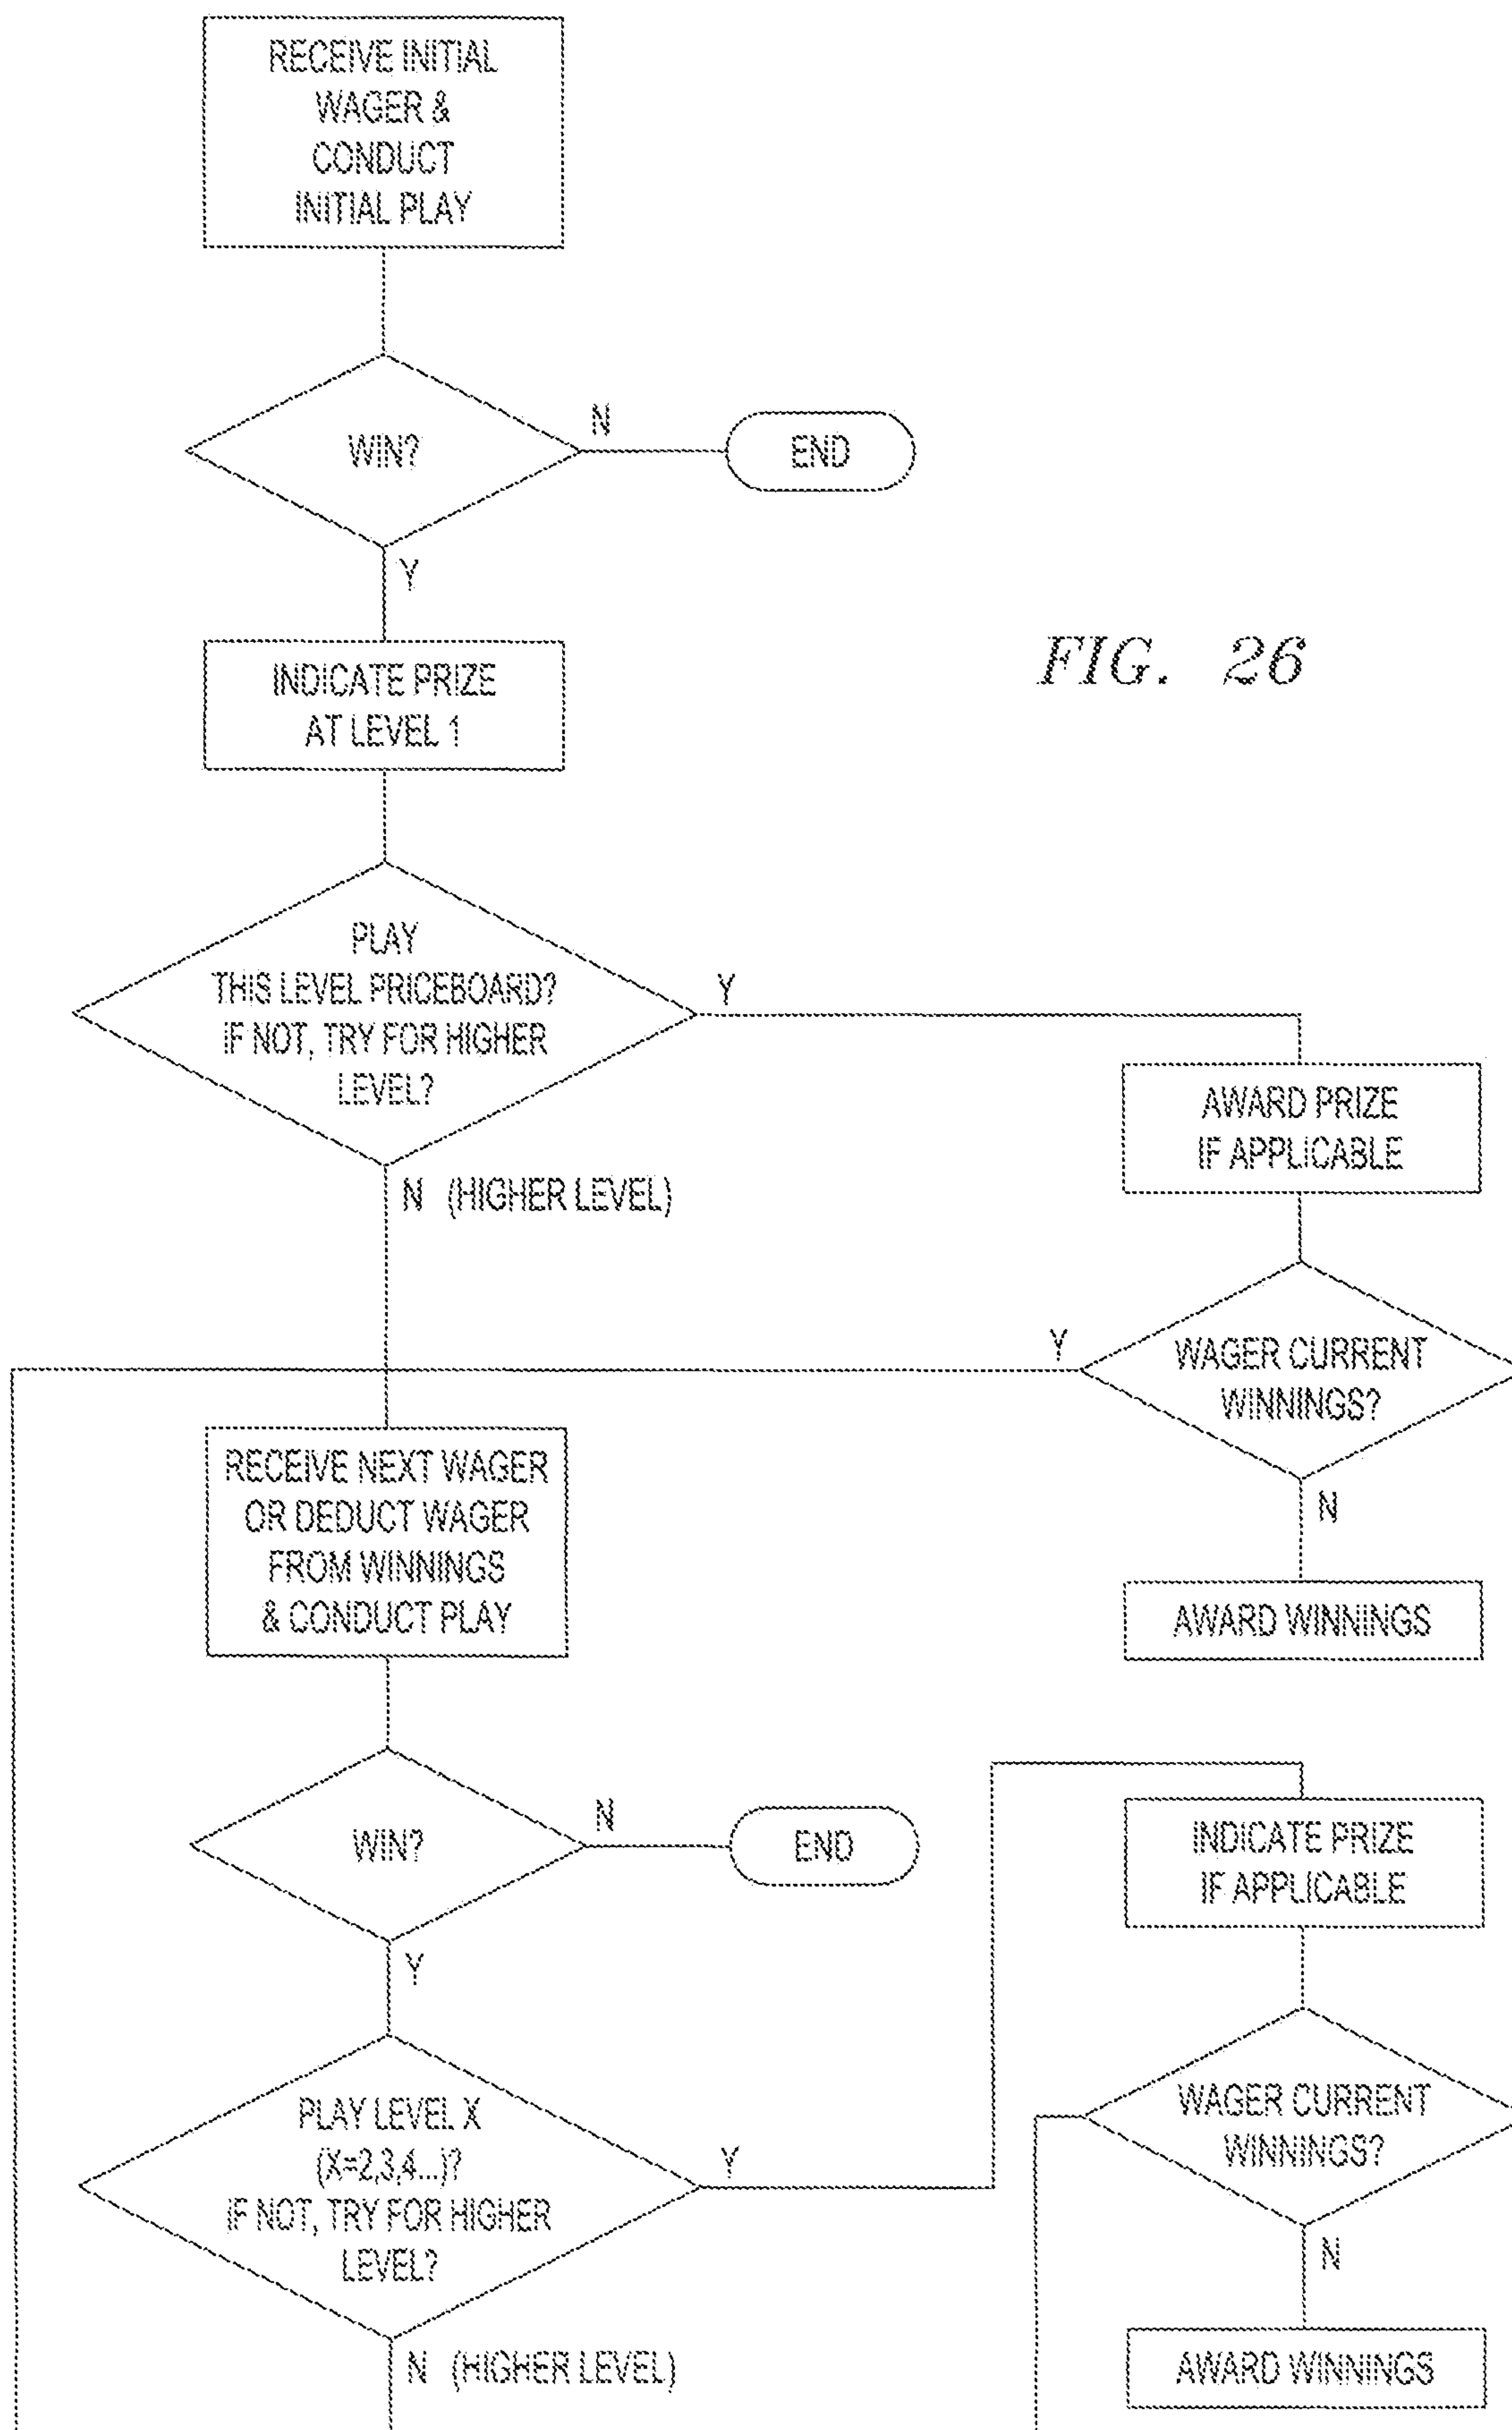 RECEIVE INITIAL
WAGER &
CONDUCT
INITIAL PLAY
WIN?
N
END
Y
INDICATE PRIZE
AT LEVEL 1
FIG. 26
PLAY
THIS LEVEL PRICEBOARD?
IF NOT, TRY FOR HIGHER
LEVEL?
Y
N (HIGHER LEVEL)
AWARD PRIZE
IF APPLICABLE
Y
WAGER CURRENT
WINNINGS?
N
AWARD WINNINGS
RECEIVE NEXT WAGER
OR DEDUCT WAGER
FROM WINNINGS
& CONDUCT PLAY
WIN?
N
END
Y
PLAY LEVEL X
(X=2,3,4...)?
IF NOT, TRY FOR HIGHER
LEVEL?
Y
N (HIGHER LEVEL)
INDICATE PRIZE
IF APPLICABLE
WAGER CURRENT
WINNINGS?
N
AWARD WINNINGS